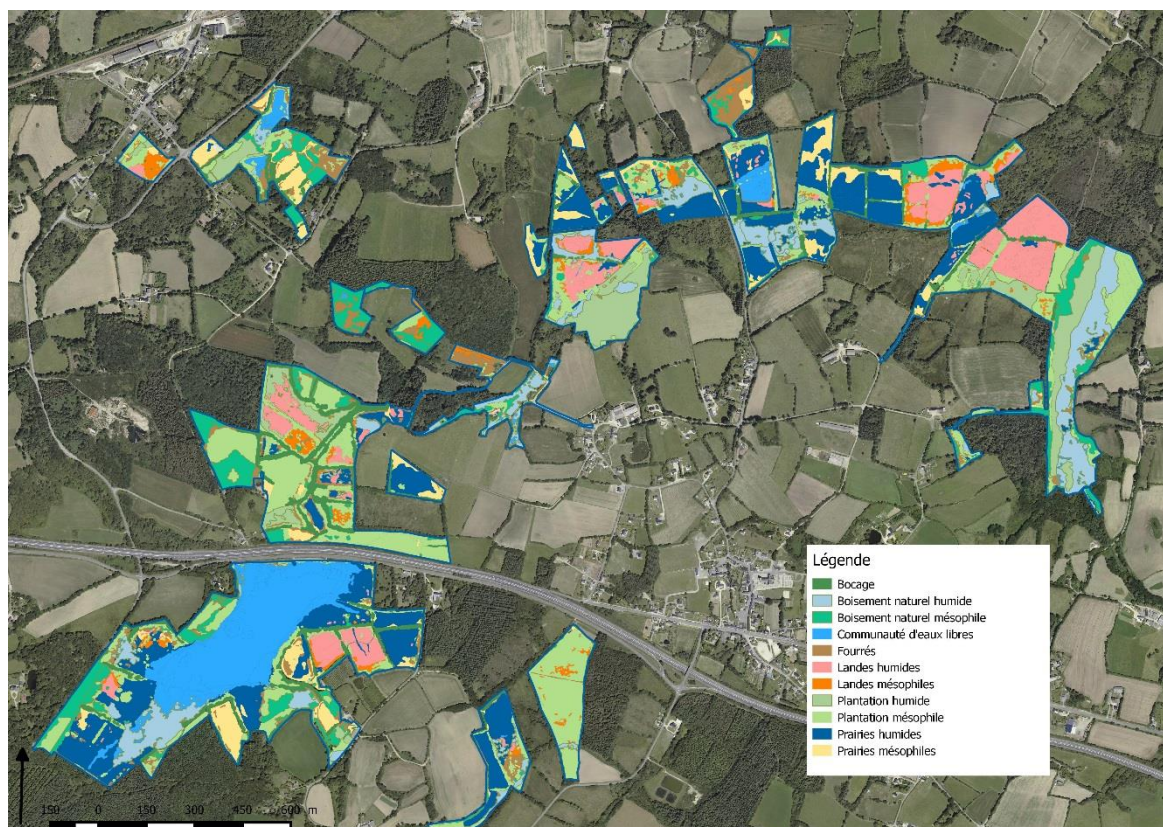 Légende
Bocage
Boisement naturel humide
Boisement naturel mésophile
Communauté d'eaux libres
Fourrés
Landes humides
Landes mésophiles
Plantation humide
Plantation mésophile
Prairies humides
Prairies mésophiles
150 0 150 300 450 600 m